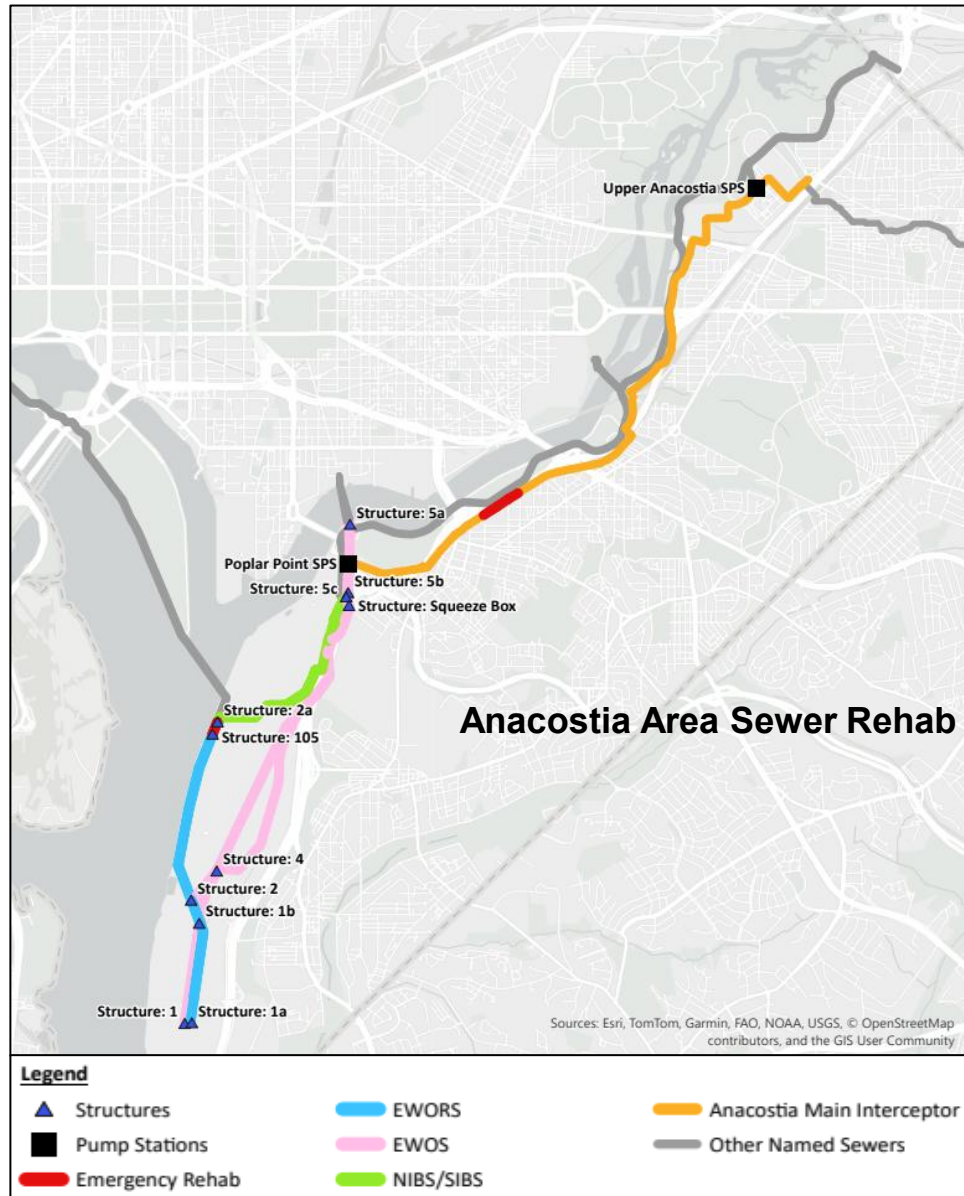 Upper Anacostia SPS
Structure: 5a
Poplar Point SPS
Structure: 5b
Structure: 5c
Structure: Squeeze Box
Structure: 2a
Anacostia Area Sewer Rehab
Structure: 105
Structure: 4
Structure: 2
Structure: 1b
Structure: 1
Structure: 1a
Sources: Esri, TomTom, Garmin, FAO, NOAA, USGS, © OpenStreetMap
contributors, and the GIS User Community
Legend
Structures
EWORS
Anacostia Main Interceptor
Pump Stations
EWOS
Other Named Sewers
Emergency Rehab
NIBS/SIBS